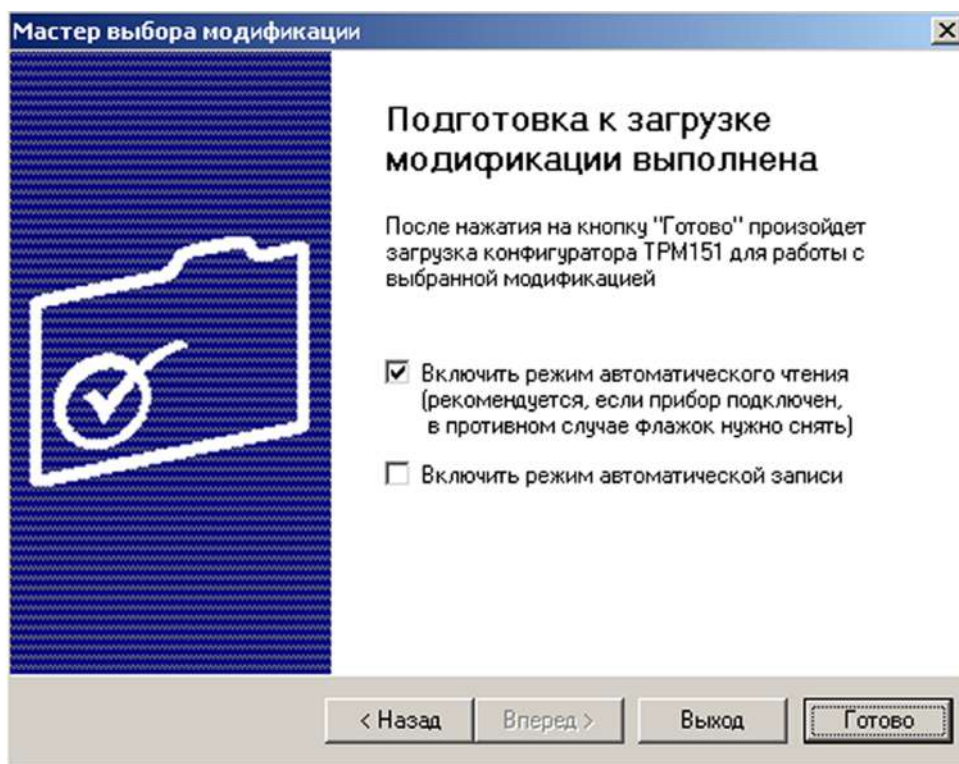 Мастер выбора модификации
Подготовка к загрузке
модификации выполнена
После нажатия на кнопку "Готово" произойдет
загрузка конфигуратора ТРМ151 для работы с
выбранной модификацией
Включить режим автоматического чтения
(рекомендуется, если прибор подключен,
в противном случае флажок нужно снять)
Включить режим автоматической записи
< Назад
Вперед >
Выход
Готово